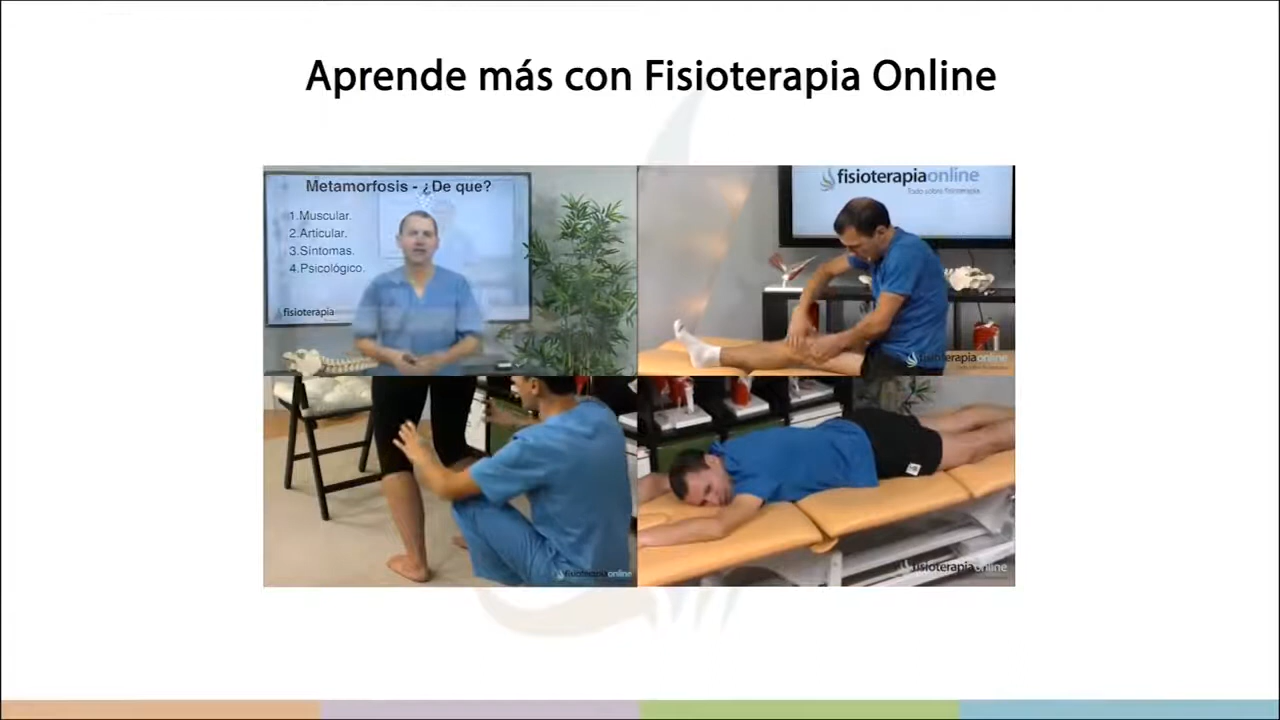 Aprende más con Fisioterapia Online
Metamorfosis - ¿De que?
1.Muscular.
2.Articular.
3.Síntomas.
4.Psicológico.
fisioterapia
fisioterapiaonline
Todo sobre fisioterapia
fisioterapiaonline
fisioterapiaonline
fisioterapiaonline